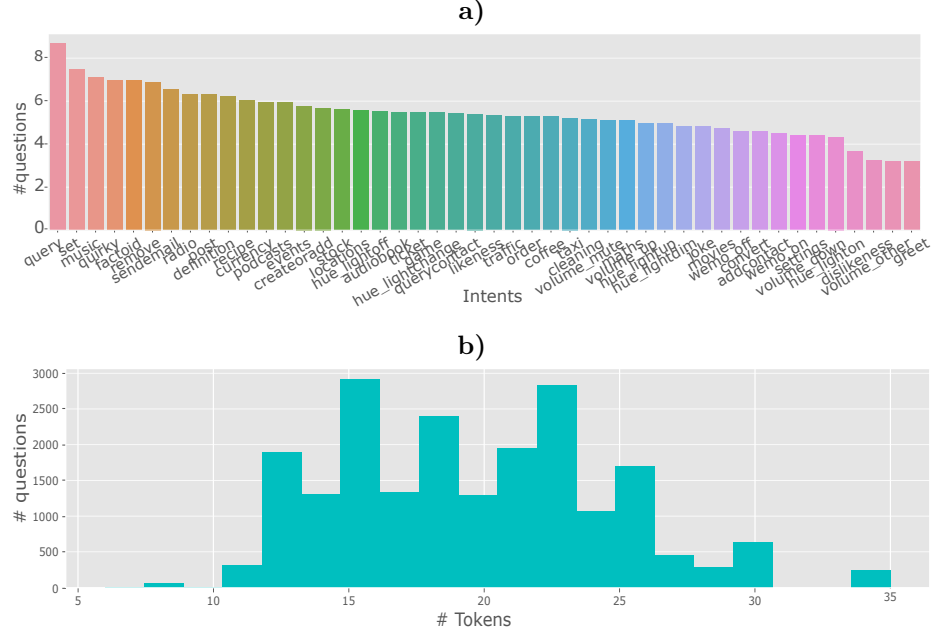 a)
8
6
4
2
0
#questions
query
set
music
quirky
factoid
remove
sendemail
radio
post
definition
recipe
currency
podcasts
events
createoradd
stock
locations
hue_lightoff
audiobook
ticket
game
hue_lightchange
querycontact
likeness
traffic
order
coffee
taxi
cleaning
volume_mute
maths
volume_up
hue_lightup
hue_lightdim
joke
movies
wemo_off
convert
addcontact
wemo_on
settings
volume_down
hue_lighton
dislikeness
volume_other
greet
Intents
b)
3000
2500
2000
1500
1000
500
0
# questions
5 10 15 20 25 30 35
# Tokens